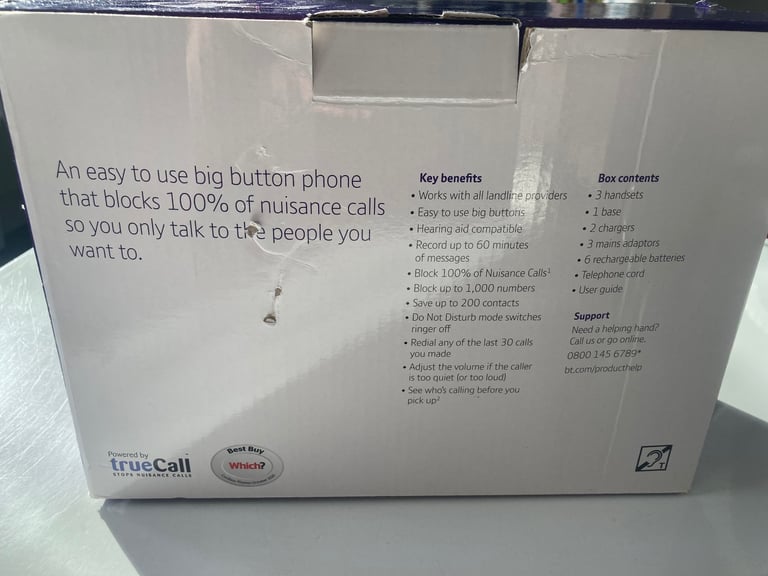 An easy to use big button phone
that blocks 100% of nuisance calls
so you only talk to the people you
want to.
Key benefits
• Works with all landline providers
• Easy to use big buttons
• Hearing aid compatible
• Record up to 60 minutes
of messages
• Block 100% of Nuisance Calls¹
• Block up to 1,000 numbers
• Save up to 200 contacts
• Do Not Disturb mode switches
ringer off
• Redial any of the last 30 calls
you made
• Adjust the volume if the caller
is too quiet (or too loud)
• See who's calling before you
pick up²
Box contents
• 3 handsets
• 1 base
• 2 chargers
• 3 mains adaptors
• 6 rechargeable batteries
• Telephone cord
• User guide
Support
Need a helping hand?
Call us or go online.
0800 145 6789*
bt.com/producthelp
Powered by
trueCall
STOPS NUISANCE CALLS
Best Buy
Which?
T